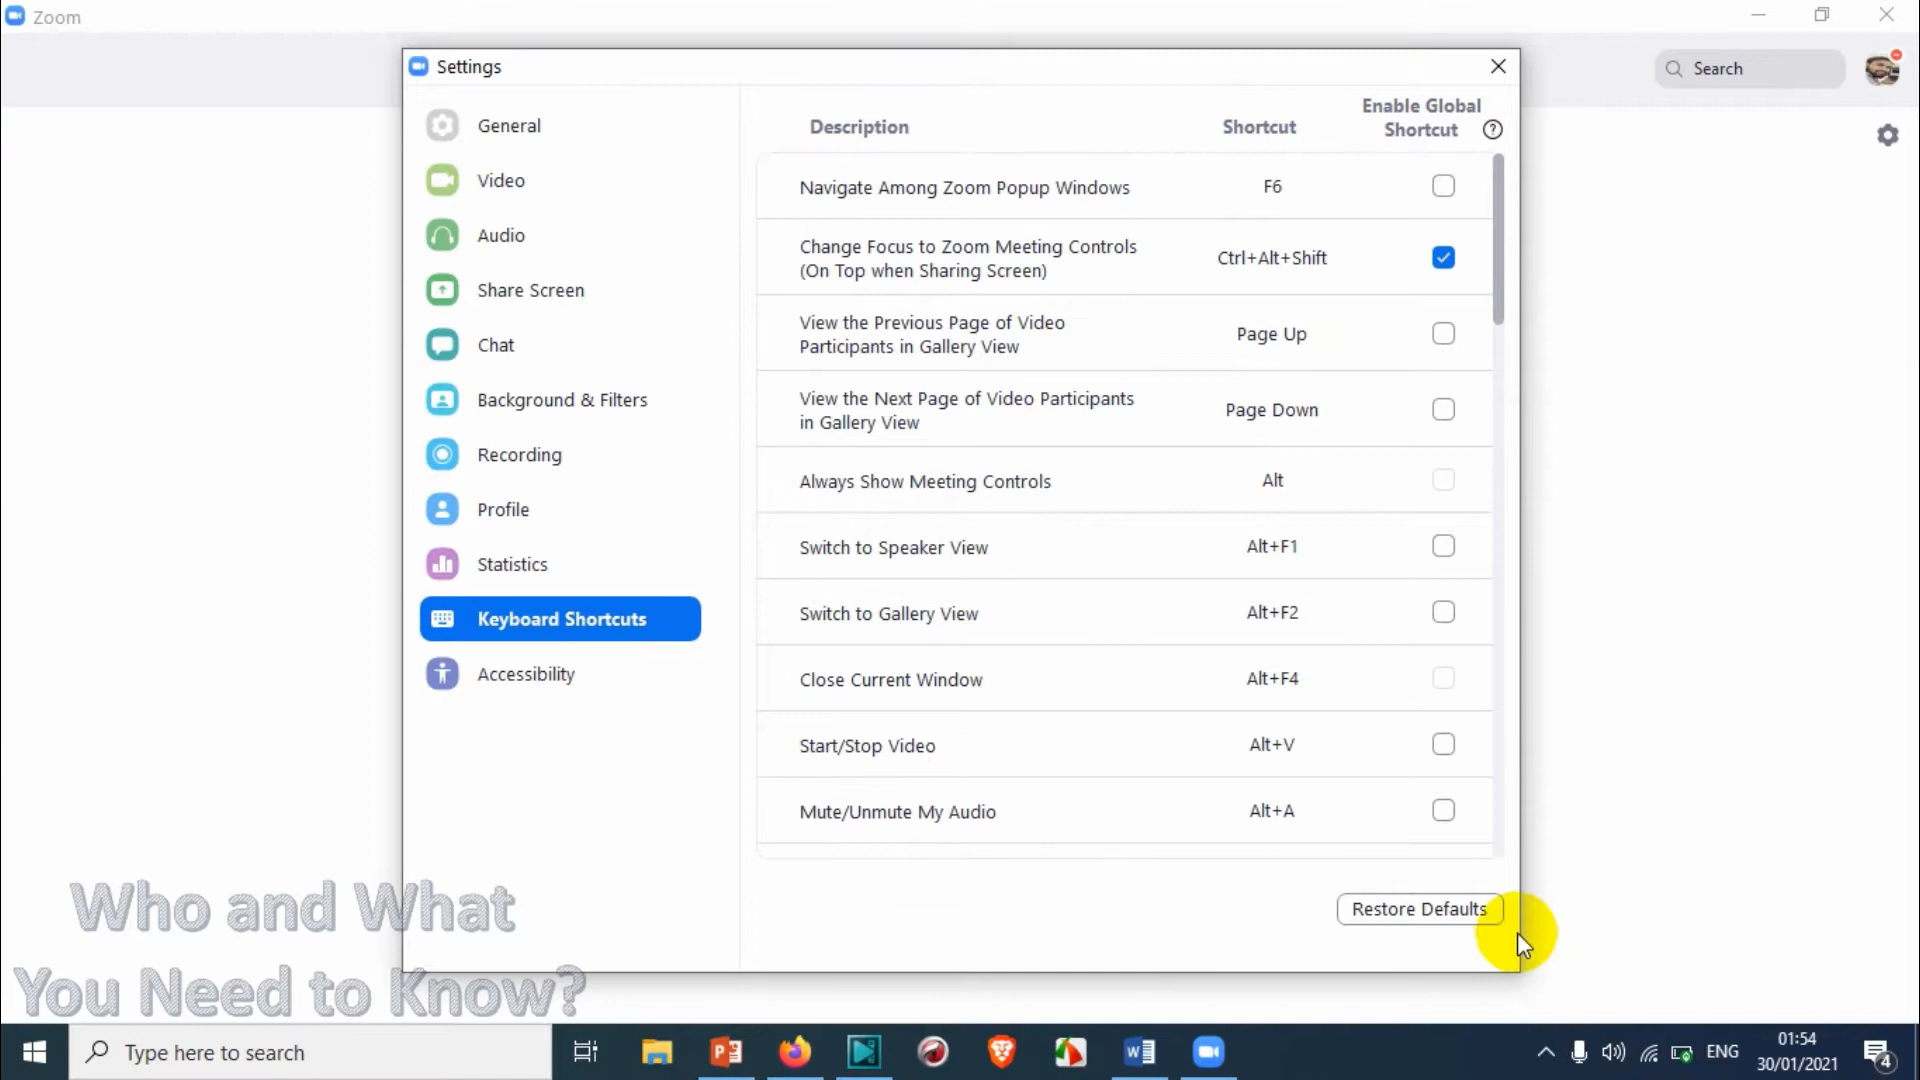 Zoom
Settings
Search
General
Video
Audio
Share Screen
Chat
Background & Filters
Recording
Profile
Statistics
Keyboard Shortcuts
Accessibility
Description
Shortcut
Enable Global
Shortcut
?
Navigate Among Zoom Popup Windows
F6
Change Focus to Zoom Meeting Controls
(On Top when Sharing Screen)
Ctrl+Alt+Shift
View the Previous Page of Video
Participants in Gallery View
Page Up
View the Next Page of Video Participants
in Gallery View
Page Down
Always Show Meeting Controls
Alt
Switch to Speaker View
Alt+F1
Switch to Gallery View
Alt+F2
Close Current Window
Alt+F4
Start/Stop Video
Alt+V
Mute/Unmute My Audio
Alt+A
Restore Defaults
Who and What
You Need to Know?
Type here to search
ENG
01:54
30/01/2021
4